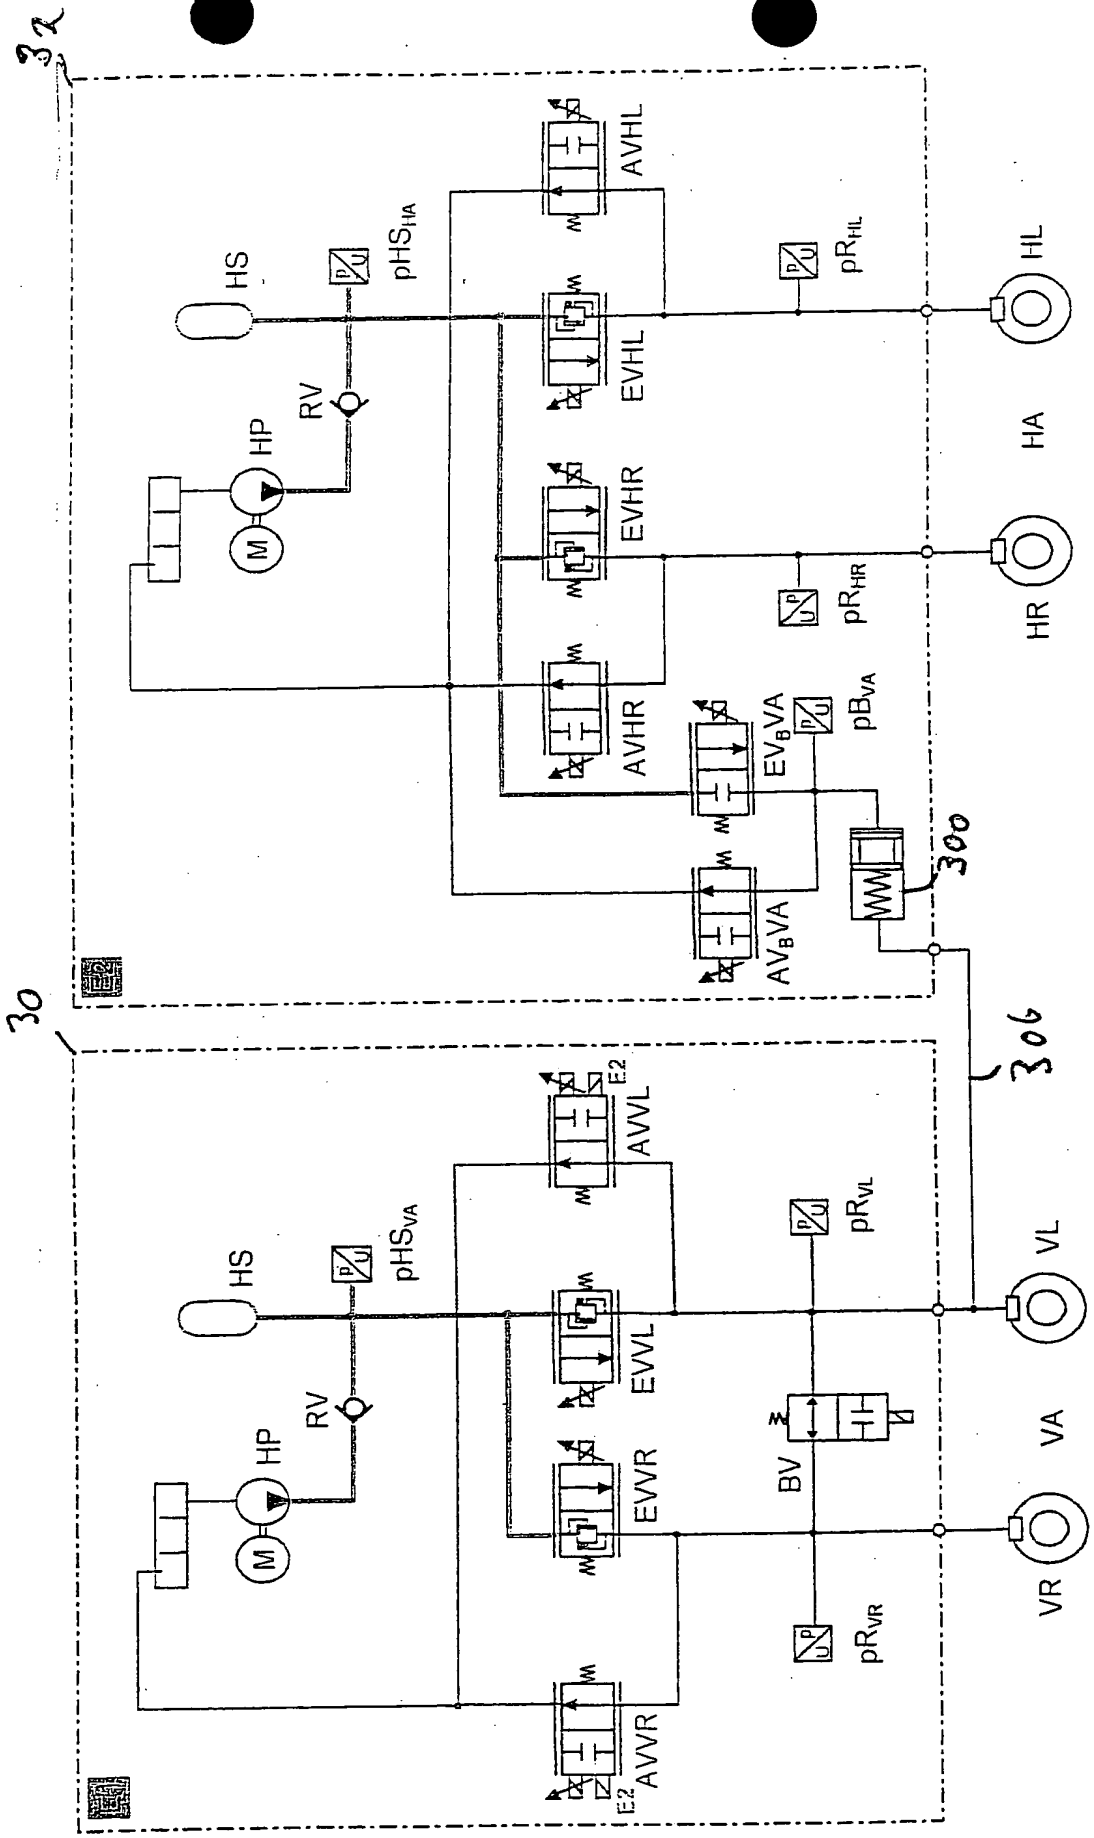 32
HS
pHS_HA
RV
HP
M
AVHL
EVHL
EVHR
AVHR
EV_BVA
AV_BVA
pB_VA
pR_HL
pR_HR
p/U
p/U
U/p
p/U
HL
HA
HR
300
E2
306
30
HS
pHS_VA
RV
HP
M
E2
AVVL
EVVL
EVVR
AVVR
E2
BV
pR_VL
pR_VR
p/U
p/U
U/p
VL
VA
VR